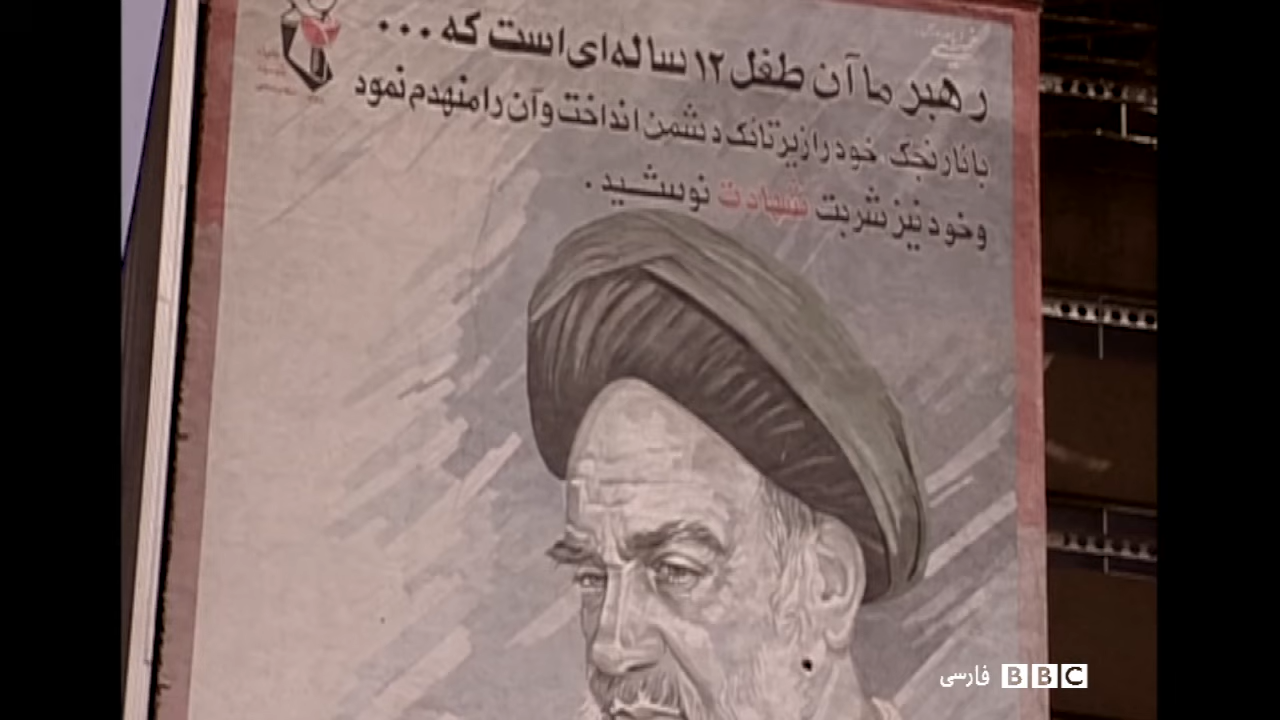 رهبر ما آن طفل ۱۲ ساله‌ای است که ...
با نارنجک خود را زیر تانک دشمن انداخت و آن را منهدم نمود
و خود نیز شربت شهادت نوشید .
BBC فارسی